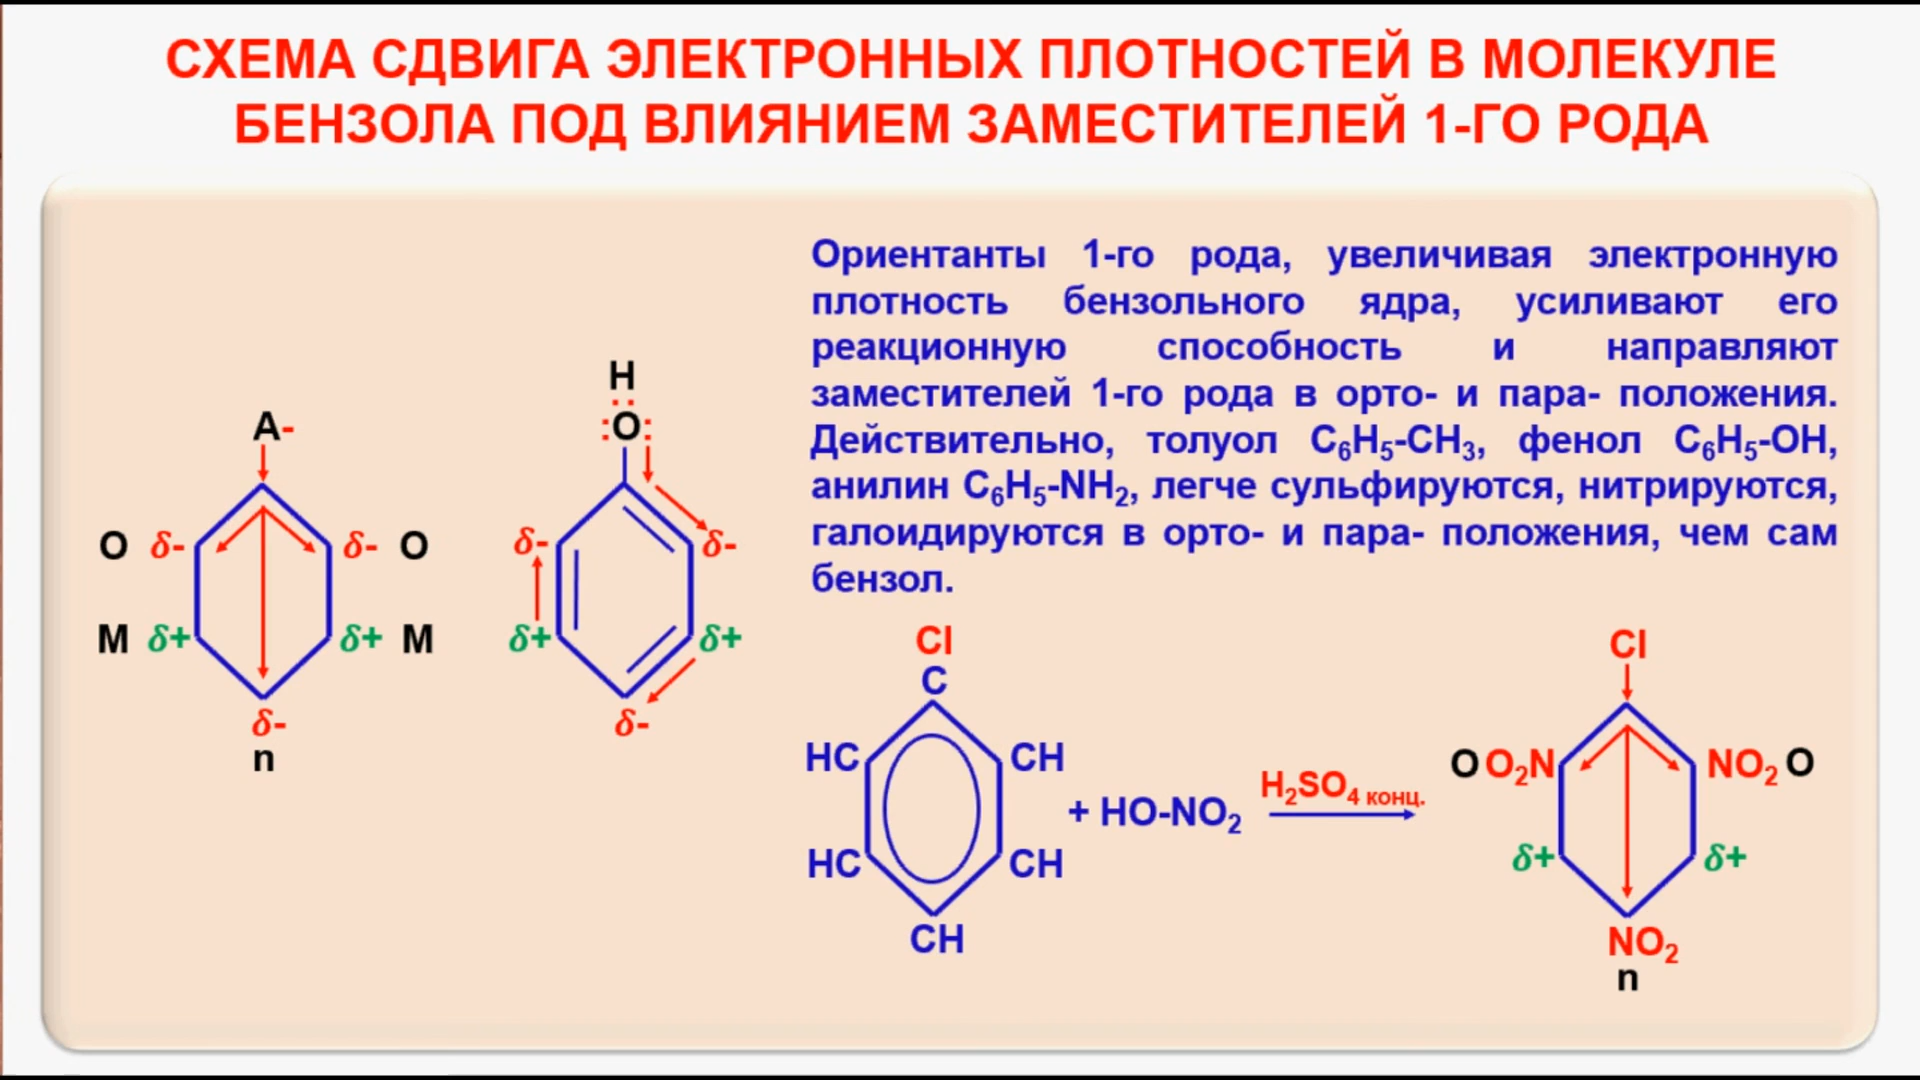 СХЕМА СДВИГА ЭЛЕКТРОННЫХ ПЛОТНОСТЕЙ В МОЛЕКУЛЕ
БЕНЗОЛА ПОД ВЛИЯНИЕМ ЗАМЕСТИТЕЛЕЙ 1-ГО РОДА
Ориентанты 1-го рода, увеличивая электронную
плотность бензольного ядра, усиливают его
реакционную способность и направляют
заместителей 1-го рода в орто- и пара- положения.
Действительно, толуол C₆H₅-CH₃, фенол C₆H₅-OH,
анилин C₆H₅-NH₂, легче сульфируются, нитрируются,
галоидируются в орто- и пара- положения, чем сам
бензол.
A-
O δ- δ- O
M δ+ δ+ M
δ-
n
H
:O:
δ- δ-
δ+ δ+
δ-
Cl
C
HC CH
HC CH
CH
+ HO-NO₂
H₂SO₄ конц.
Cl
O O₂N NO₂ O
δ+ δ+
NO₂
n